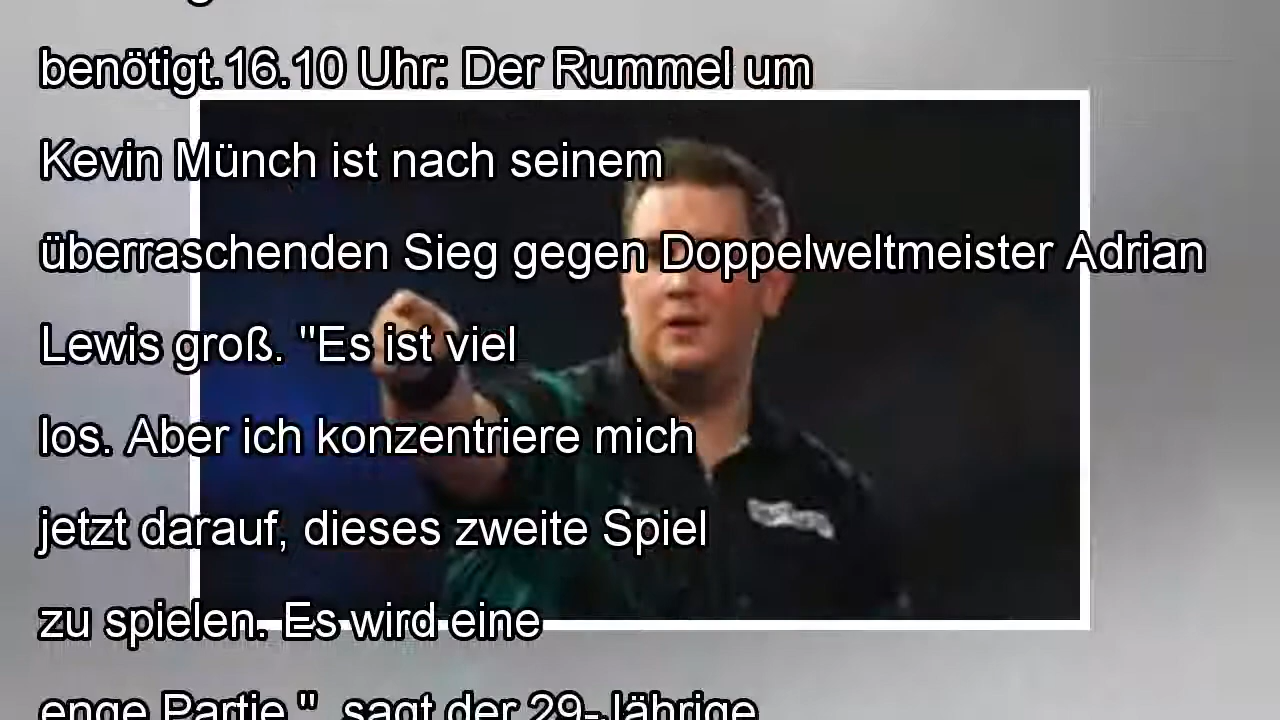 benötigt.16.10 Uhr: Der Rummel um
Kevin Münch ist nach seinem
überraschenden Sieg gegen Doppelweltmeister Adrian
Lewis groß. "Es ist viel
los. Aber ich konzentriere mich
jetzt darauf, dieses zweite Spiel
zu spielen. Es wird eine
enge Partie.", sagt der 29-Jährige